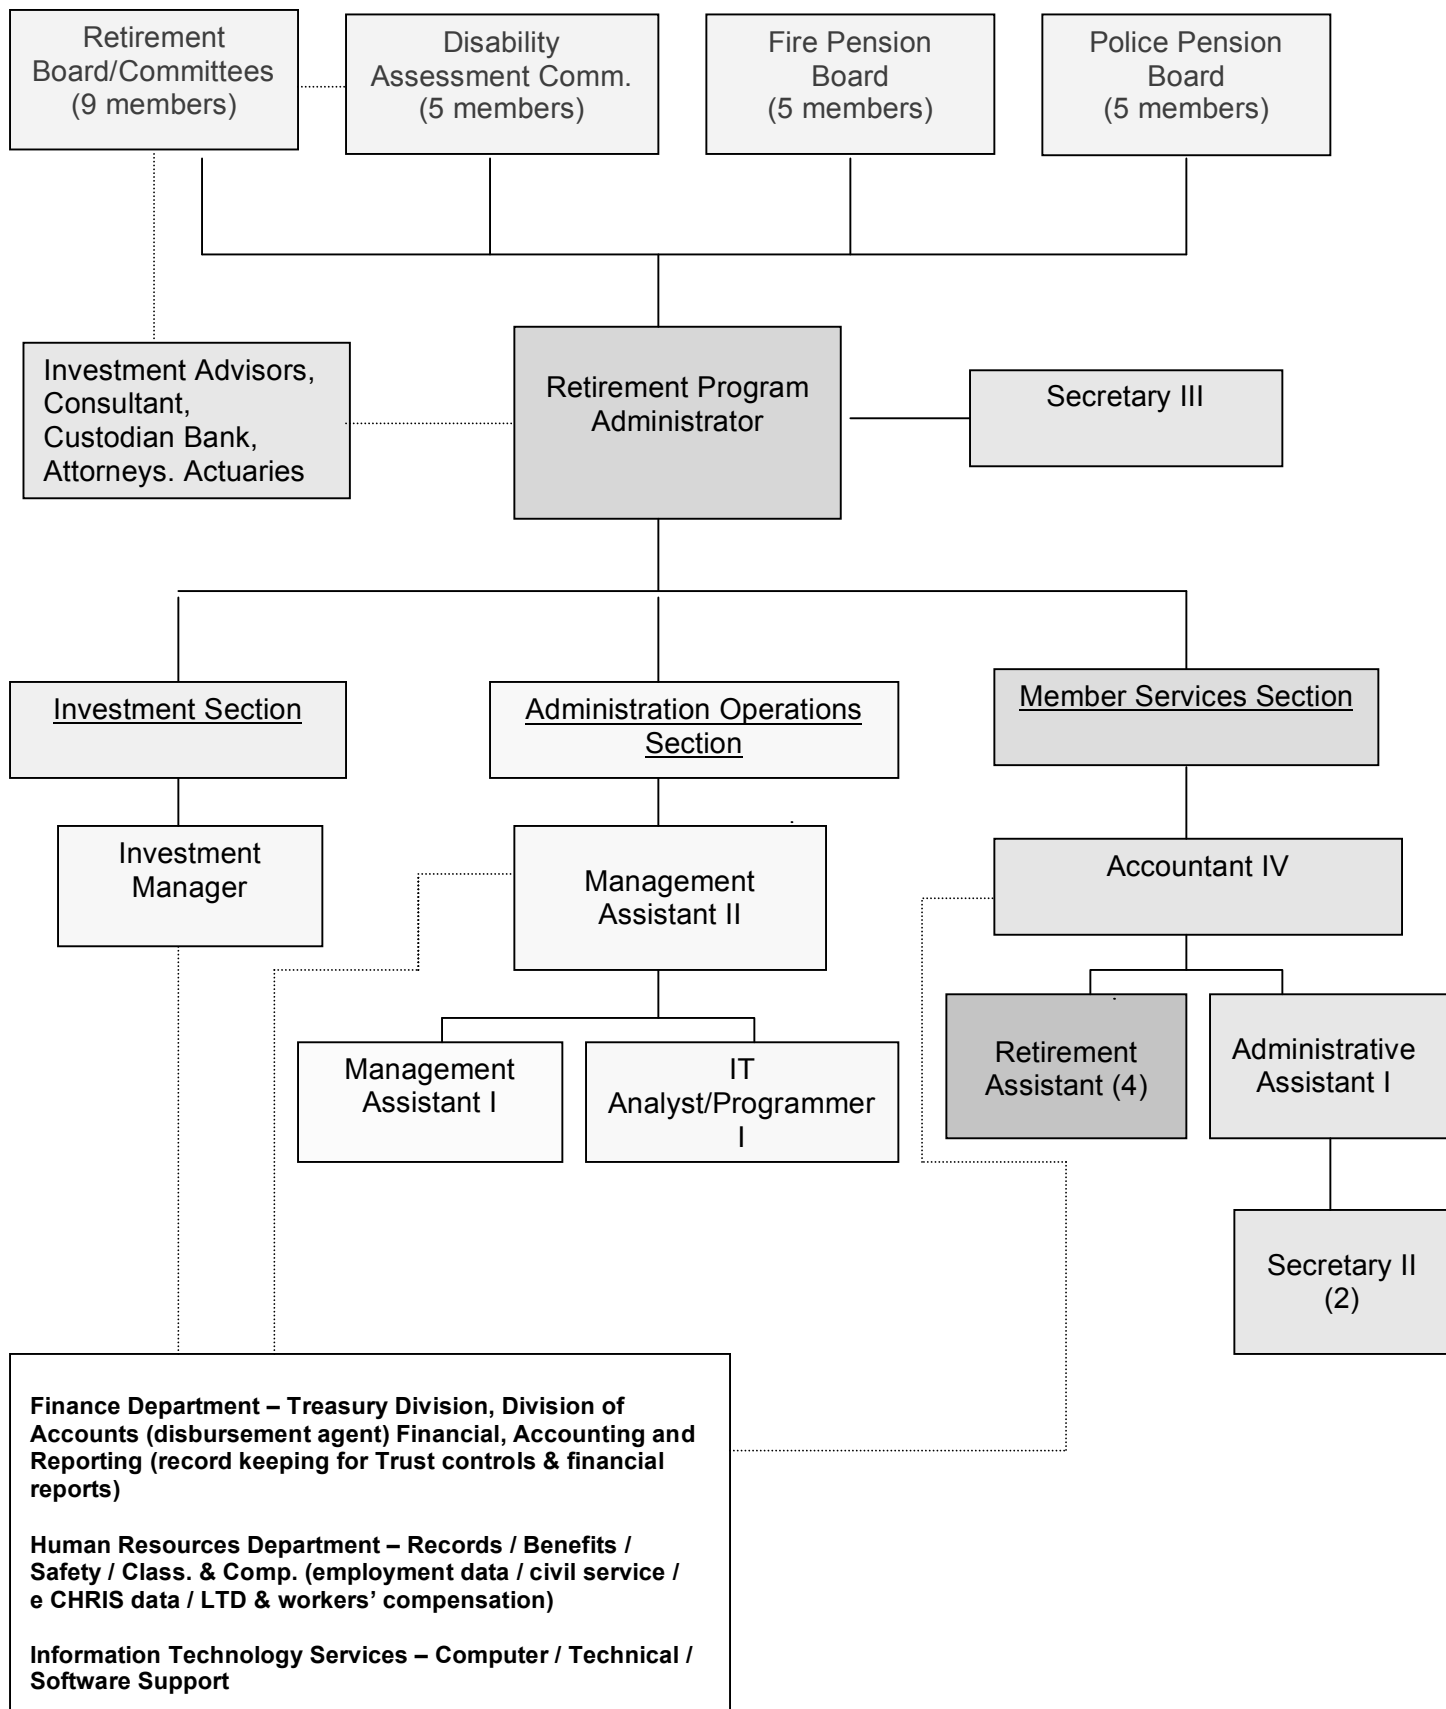 Retirement
Board/Committees
(9 members)
Disability
Assessment Comm.
(5 members)
Fire Pension
Board
(5 members)
Police Pension
Board
(5 members)
Investment Advisors,
Consultant,
Custodian Bank,
Attorneys. Actuaries
Retirement Program
Administrator
Secretary III
Investment Section
Administration Operations
Section
Member Services Section
Investment
Manager
Management
Assistant II
Accountant IV
Management
Assistant I
IT
Analyst/Programmer
I
Retirement
Assistant (4)
Administrative
Assistant I
Secretary II
(2)
Finance Department – Treasury Division, Division of
Accounts (disbursement agent) Financial, Accounting and
Reporting (record keeping for Trust controls & financial
reports)
Human Resources Department – Records / Benefits /
Safety / Class. & Comp. (employment data / civil service /
e CHRIS data / LTD & workers’ compensation)
Information Technology Services – Computer / Technical /
Software Support